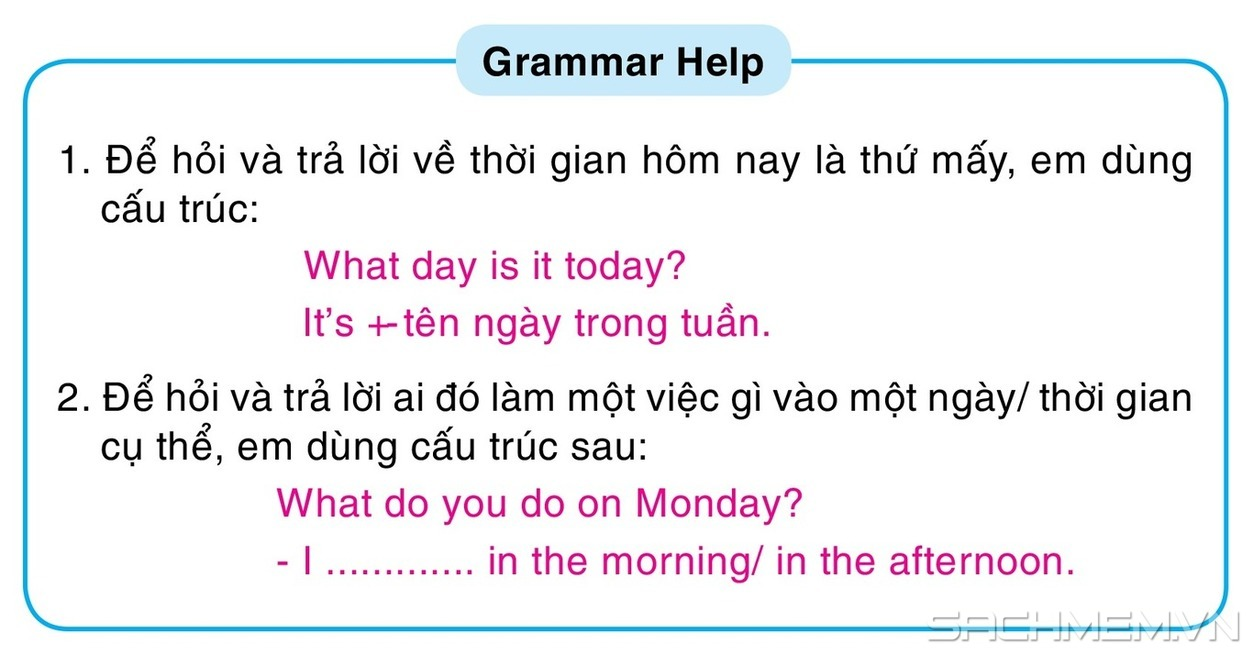 Grammar Help
1. Để hỏi và trả lời về thời gian hôm nay là thứ mấy, em dùng
cấu trúc:
What day is it today?
It's + tên ngày trong tuần.
2. Để hỏi và trả lời ai đó làm một việc gì vào một ngày/ thời gian
cụ thể, em dùng cấu trúc sau:
What do you do on Monday?
- I ............. in the morning/ in the afternoon.
SACHMEM.VN